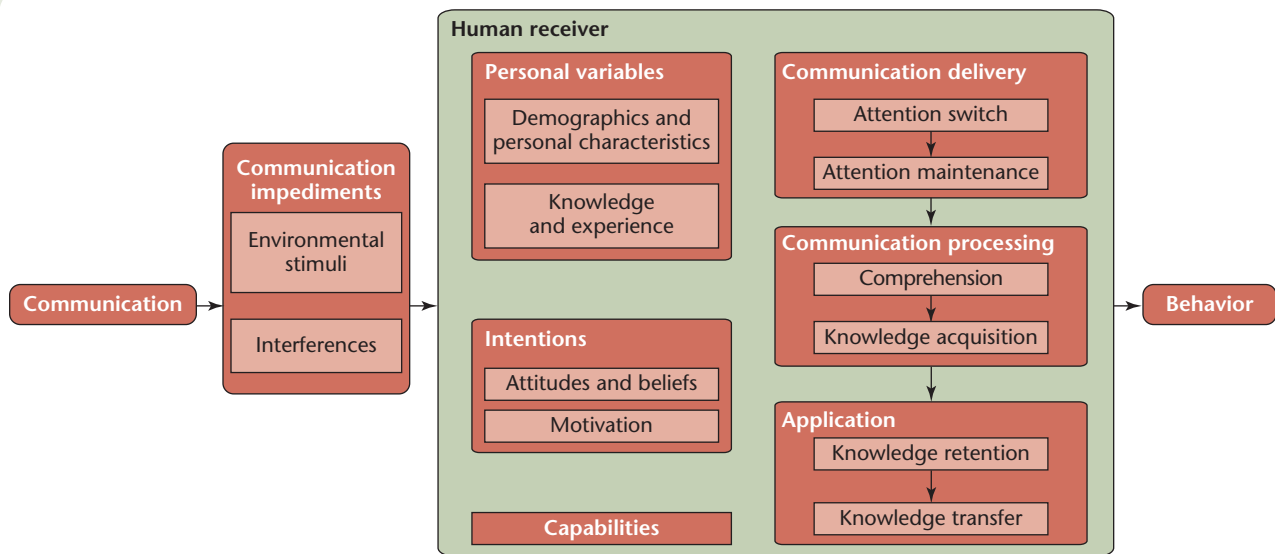 Communication
Communication
impediments
Environmental
stimuli
Interferences
Human receiver
Personal variables
Demographics and
personal characteristics
Knowledge
and experience
Intentions
Attitudes and beliefs
Motivation
Capabilities
Communication delivery
Attention switch
Attention maintenance
Communication processing
Comprehension
Knowledge acquisition
Application
Knowledge retention
Knowledge transfer
Behavior